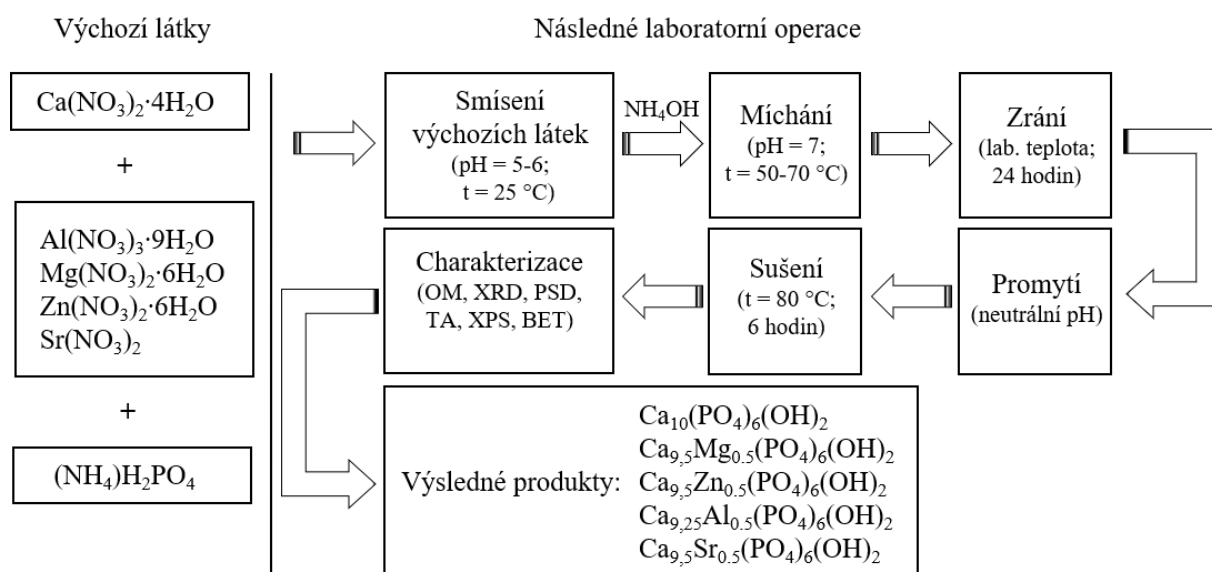 Výchozí látky
Následné laboratorní operace
Ca(NO₃)₂·4H₂O
+
Al(NO₃)₃·9H₂O
Mg(NO₃)₂·6H₂O
Zn(NO₃)₂·6H₂O
Sr(NO₃)₂
+
(NH₄)H₂PO₄
Smísení
výchozích látek
(pH = 5-6;
t = 25 °C)
NH₄OH
Míchání
(pH = 7;
t = 50-70 °C)
Zrání
(lab. teplota;
24 hodin)
Promytí
(neutrální pH)
Sušení
(t = 80 °C;
6 hodin)
Charakterizace
(OM, XRD, PSD,
TA, XPS, BET)
Výsledné produkty:
Ca₁₀(PO₄)₆(OH)₂
Ca₉,₅Mg₀.₅(PO₄)₆(OH)₂
Ca₉,₅Zn₀.₅(PO₄)₆(OH)₂
Ca₉,₂₅Al₀.₅(PO₄)₆(OH)₂
Ca₉,₅Sr₀.₅(PO₄)₆(OH)₂